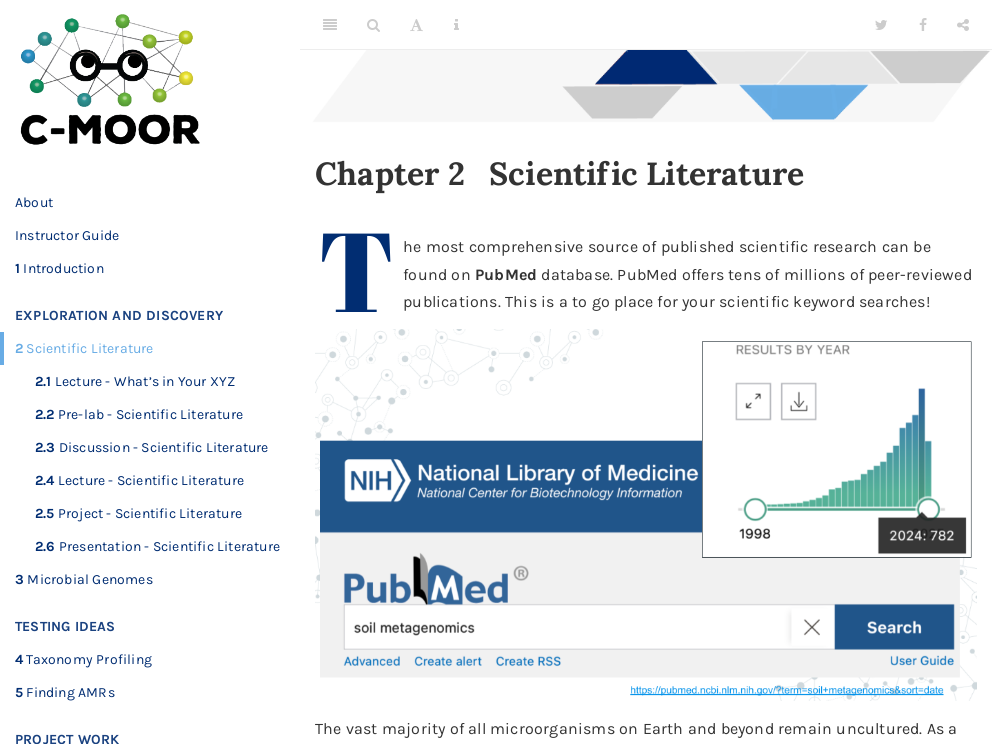 C-MOOR
About
Instructor Guide
1 Introduction
EXPLORATION AND DISCOVERY
2 Scientific Literature
2.1 Lecture - What's in Your XYZ
2.2 Pre-lab - Scientific Literature
2.3 Discussion - Scientific Literature
2.4 Lecture - Scientific Literature
2.5 Project - Scientific Literature
2.6 Presentation - Scientific Literature
3 Microbial Genomes
TESTING IDEAS
4 Taxonomy Profiling
5 Finding AMRs
PROJECT WORK
A i
Chapter 2 Scientific Literature
The most comprehensive source of published scientific research can be
found on PubMed database. PubMed offers tens of millions of peer-reviewed
publications. This is a to go place for your scientific keyword searches!
RESULTS BY YEAR
1998
2024: 782
NIH National Library of Medicine
National Center for Biotechnology Information
PubMed®
soil metagenomics
Search
Advanced Create alert Create RSS User Guide
https://pubmed.ncbi.nlm.nih.gov/?term=soil+metagenomics&sort=date
The vast majority of all microorganisms on Earth and beyond remain uncultured. As a